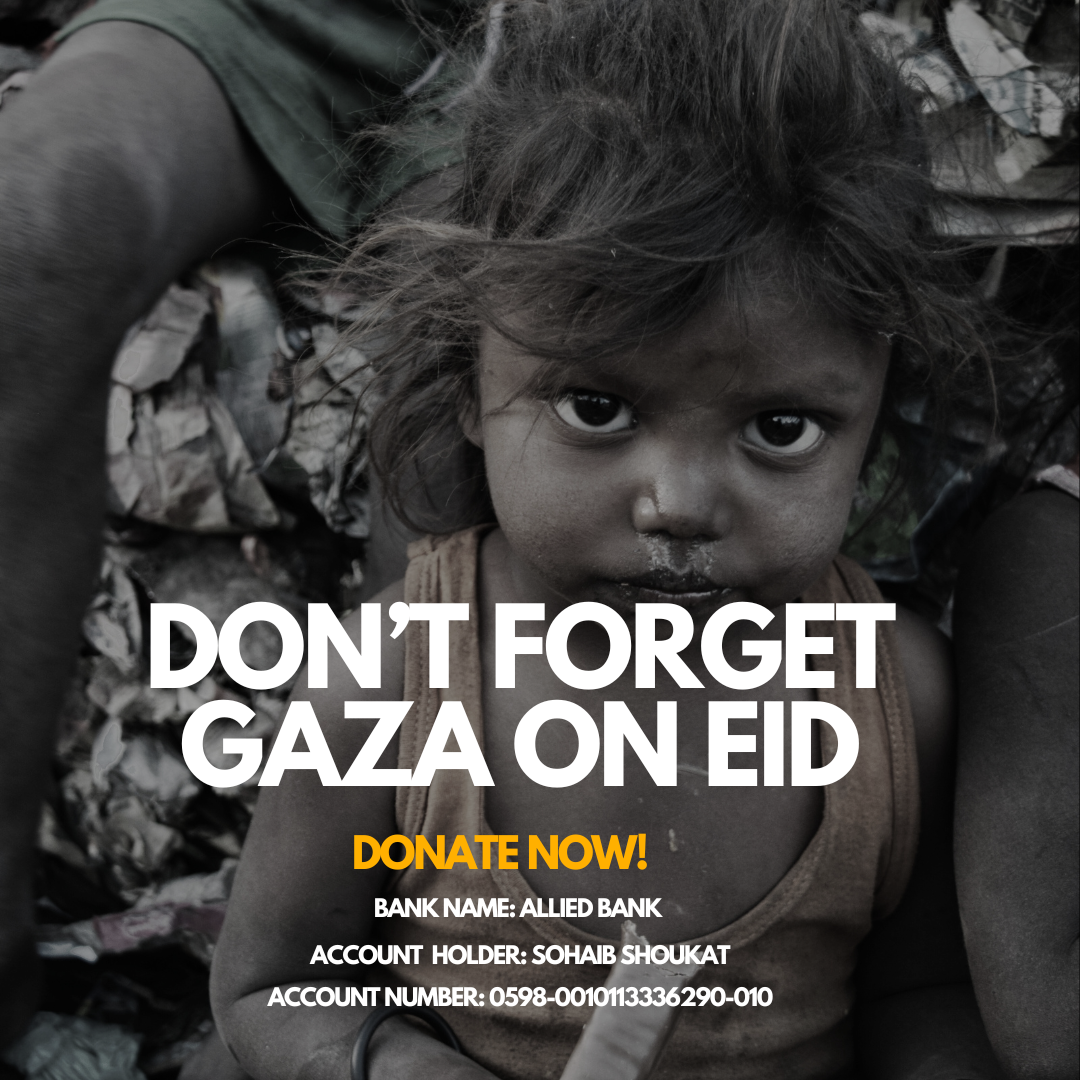 DON'T FORGET
GAZA ON EID
DONATE NOW!
BANK NAME: ALLIED BANK
ACCOUNT HOLDER: SOHAIB SHOUKAT
ACCOUNT NUMBER: 0598-0010113336290-010